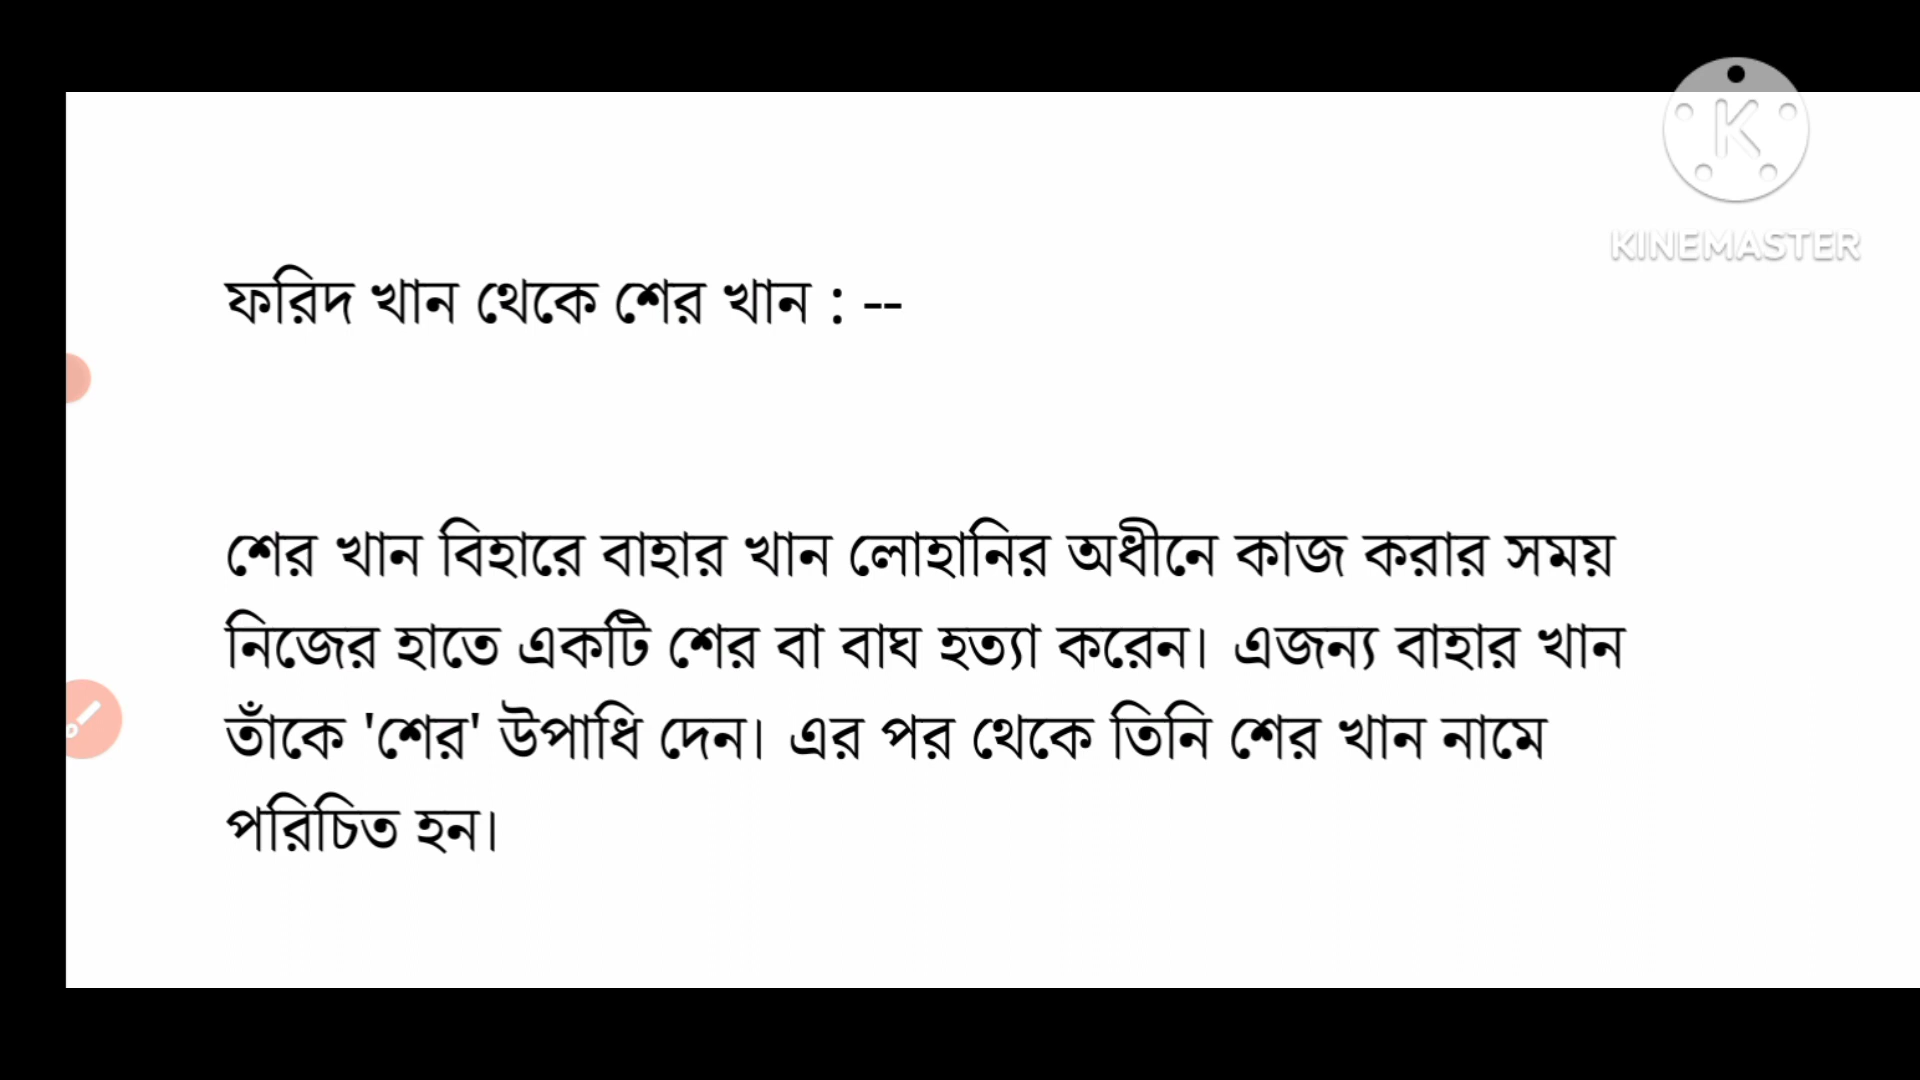 K
KINEMASTER
ফরিদ খান থেকে শের খান : --
শের খান বিহারে বাহার খান লোহানির অধীনে কাজ করার সময়
নিজের হাতে একটি শের বা বাঘ হত্যা করেন। এজন্য বাহার খান
তাঁকে 'শের' উপাধি দেন। এর পর থেকে তিনি শের খান নামে
পরিচিত হন।